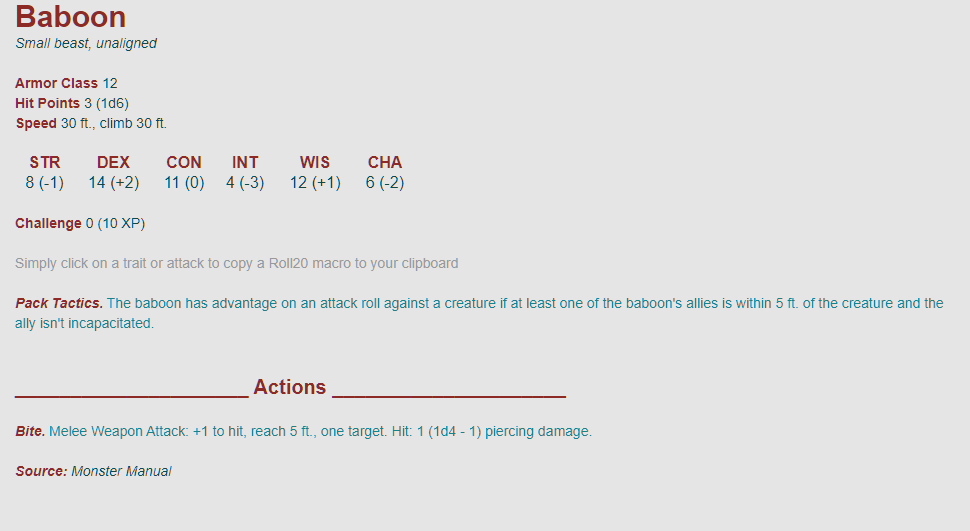 Baboon
Small beast, unaligned
Armor Class 12
Hit Points 3 (1d6)
Speed 30 ft., climb 30 ft.
STR DEX CON INT WIS CHA
8 (-1) 14 (+2) 11 (0) 4 (-3) 12 (+1) 6 (-2)
Challenge 0 (10 XP)
Simply click on a trait or attack to copy a Roll20 macro to your clipboard
Pack Tactics. The baboon has advantage on an attack roll against a creature if at least one of the baboon's allies is within 5 ft. of the creature and the
ally isn't incapacitated.
Actions
Bite. Melee Weapon Attack: +1 to hit, reach 5 ft., one target. Hit: 1 (1d4 - 1) piercing damage.
Source: Monster Manual